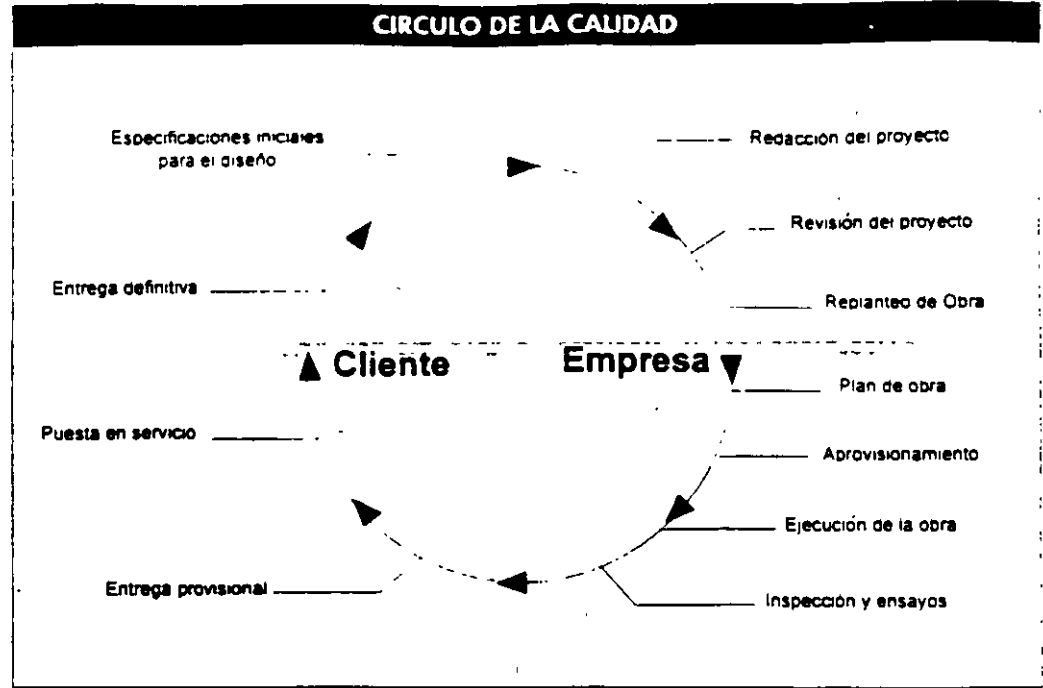 CIRCULO DE LA CALIDAD
Especificaciones iniciales
para el diseño
Redacción del proyecto
Revisión del proyecto
Entrega definitiva
Replanteo de Obra
Cliente
Empresa
Plan de obra
Puesta en servicio
Aprovisionamiento
Ejecución de la obra
Entrega provisional
Inspección y ensayos